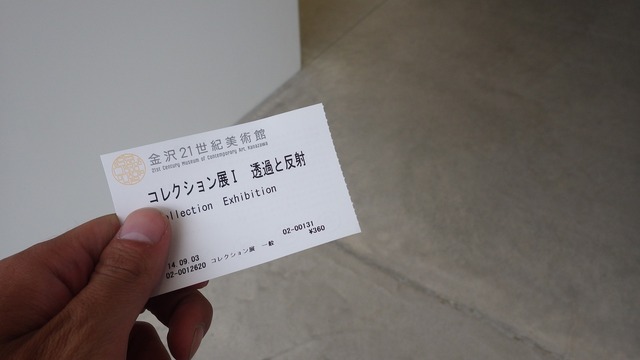 金沢21世紀美術館
21st Century Museum of Contemporary Art, Kanazawa
コレクション展Ⅰ 透過と反射
ollection Exhibition
02-00131
14.09.03 コレクション展 一般 ¥360
02-0012620